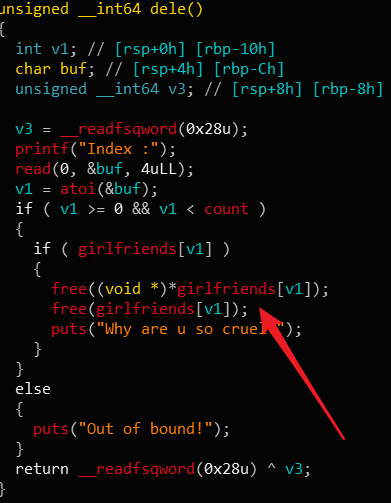 unsigned __int64 dele()
{
int v1; // [rsp+0h] [rbp-10h]
char buf; // [rsp+4h] [rbp-Ch]
unsigned __int64 v3; // [rsp+8h] [rbp-8h]
v3 = __readfsqword(0x28u);
printf("Index :");
read(0, &buf, 4uLL);
v1 = atoi(&buf);
if ( v1 >= 0 && v1 < count )
{
if ( girlfriends[v1] )
{
free((void *)*girlfriends[v1]);
free(girlfriends[v1]);
puts("Why are u so cruel!");
}
}
else
{
puts("Out of bound!");
}
return __readfsqword(0x28u) ^ v3;
}